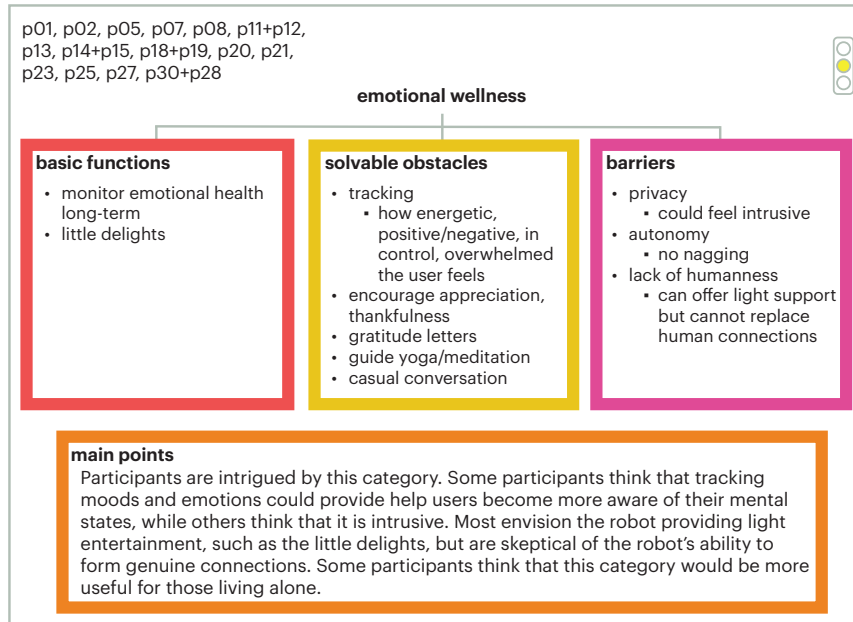 p01, p02, p05, p07, p08, p11+p12,
p13, p14+p15, p18+p19, p20, p21,
p23, p25, p27, p30+p28
emotional wellness
basic functions
• monitor emotional health
long-term
• little delights
solvable obstacles
• tracking
▪ how energetic,
positive/negative, in
control, overwhelmed
the user feels
• encourage appreciation,
thankfulness
• gratitude letters
• guide yoga/meditation
• casual conversation
barriers
• privacy
▪ could feel intrusive
• autonomy
▪ no nagging
• lack of humanness
▪ can offer light support
but cannot replace
human connections
main points
Participants are intrigued by this category. Some participants think that tracking
moods and emotions could provide help users become more aware of their mental
states, while others think that it is intrusive. Most envision the robot providing light
entertainment, such as the little delights, but are skeptical of the robot’s ability to
form genuine connections. Some participants think that this category would be more
useful for those living alone.